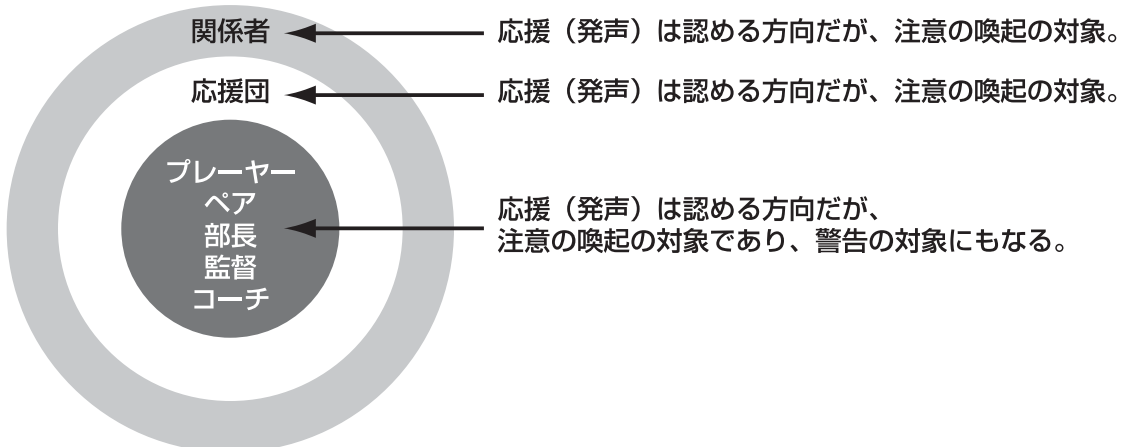 関係者
応援（発声）は認める方向だが、注意の喚起の対象。
応援団
応援（発声）は認める方向だが、注意の喚起の対象。
プレーヤー
ペア
部長
監督
コーチ
応援（発声）は認める方向だが、
注意の喚起の対象であり、警告の対象にもなる。